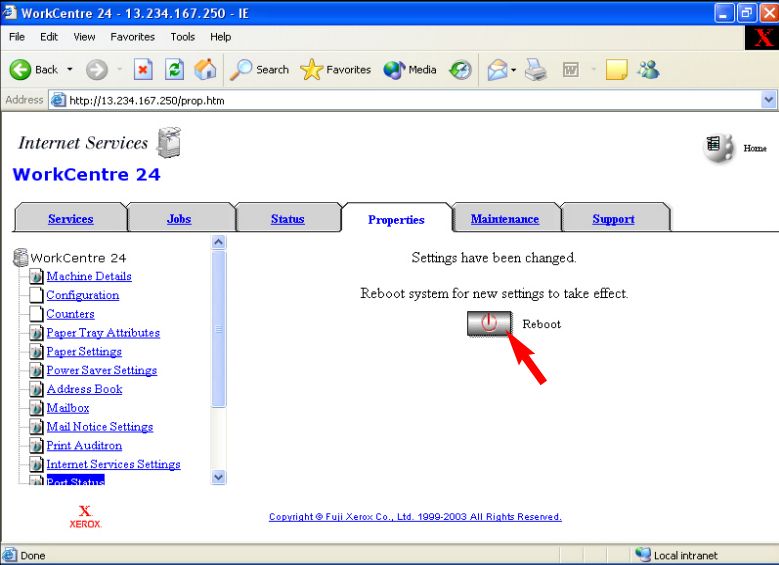 WorkCentre 24 - 13.234.167.250 - IE
File Edit View Favorites Tools Help
X
Back Search Favorites Media
Address http://13.234.167.250/prop.htm
Internet Services
Home
WorkCentre 24
Services Jobs Status Properties Maintenance Support
WorkCentre 24
Machine Details
Configuration
Counters
Paper Tray Attributes
Paper Settings
Power Saver Settings
Address Book
Mailbox
Mail Notice Settings
Print Auditron
Internet Services Settings
Port Status
Settings have been changed.
Reboot system for new settings to take effect.
Reboot
X
XEROX
Copyright © Fuji Xerox Co., Ltd. 1999-2003 All Rights Reserved.
Done Local intranet